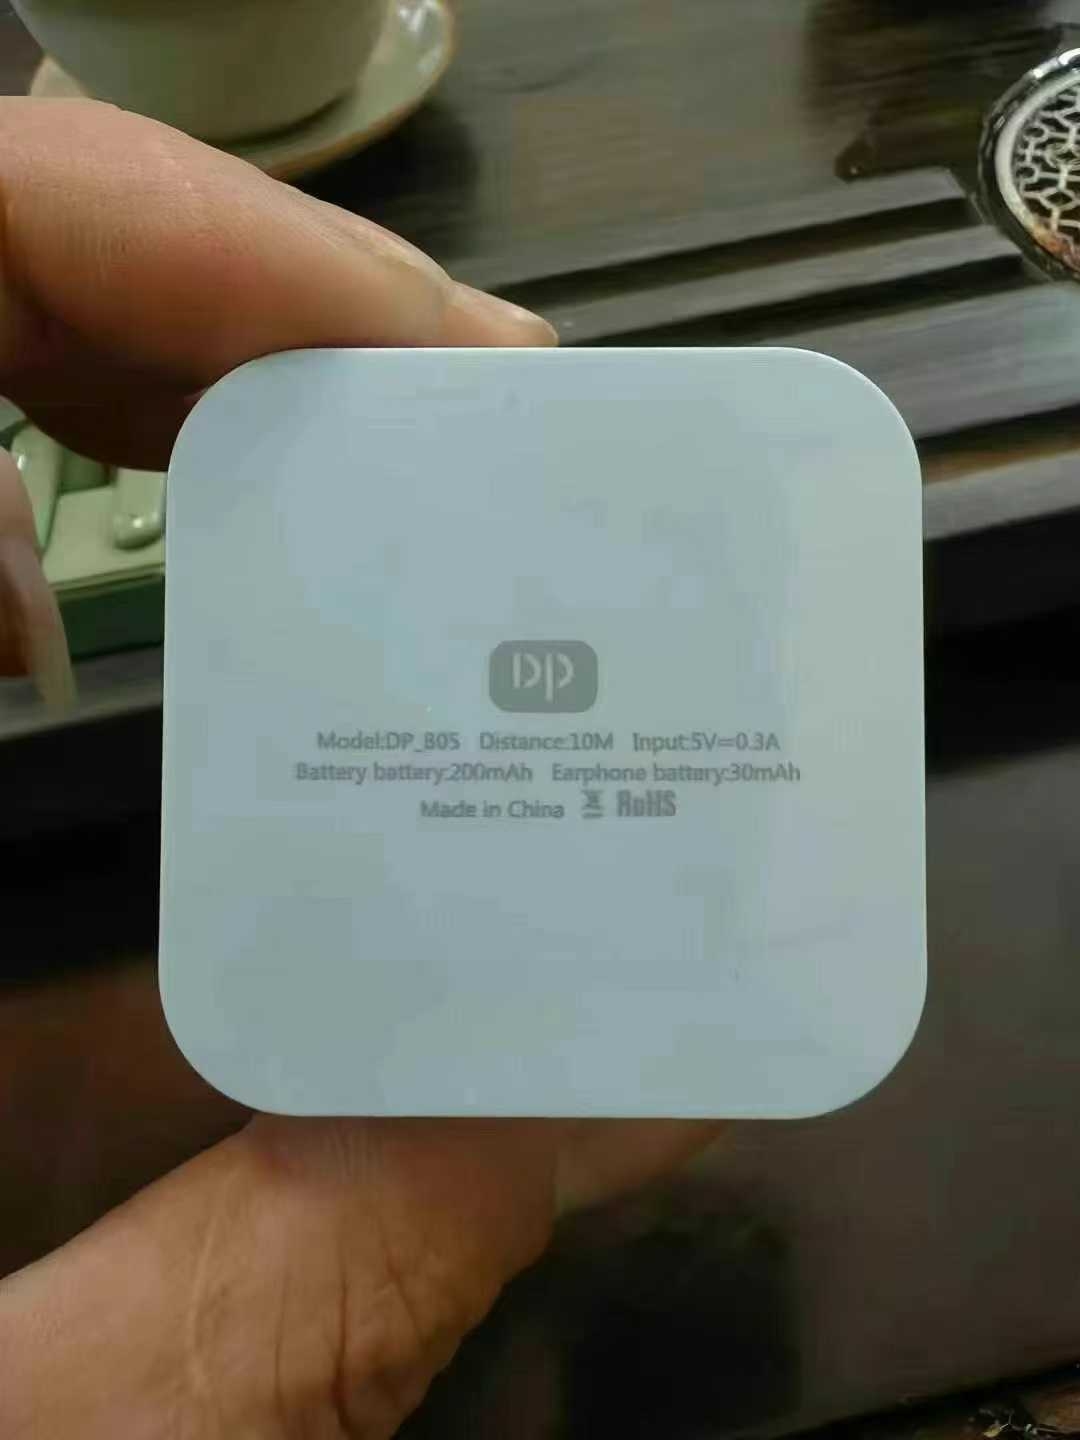 DP
Model:DP_B05 Distance:10M Input:5V⎓0.3A
Battery battery:200mAh Earphone battery:30mAh
Made in China RoHS